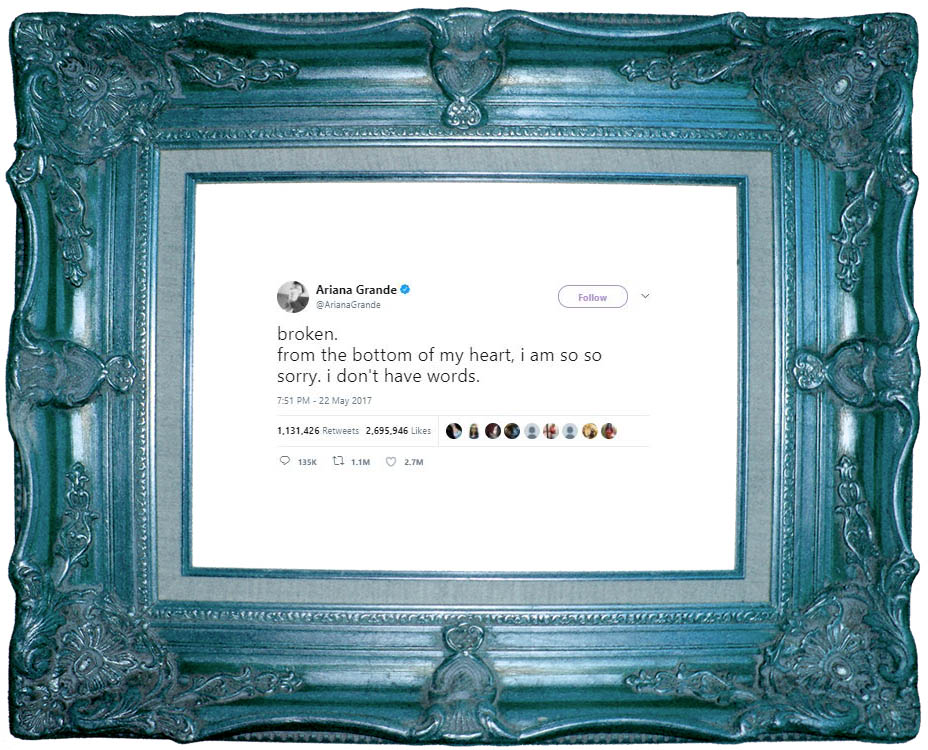 Ariana Grande
@ArianaGrande
Follow
broken.
from the bottom of my heart, i am so so
sorry. i don't have words.
7:51 PM - 22 May 2017
1,131,426 Retweets 2,695,946 Likes
135K 1.1M 2.7M